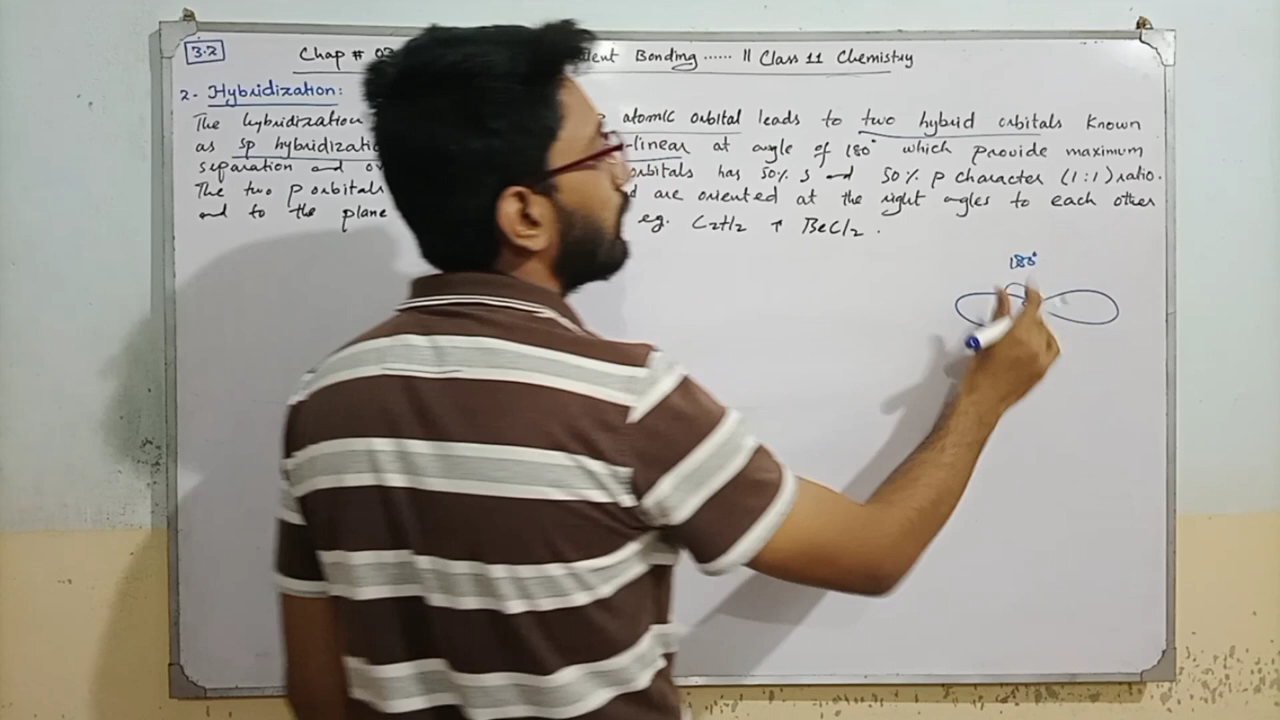 3.2
Chap # 03 lent Bonding ...... || Class 11 Chemistry
2- Hybridization:
The hybridization atomic orbital leads to two hybrid orbitals known
as sp hybridizatio -linear at angle of 180° which provide maximum
separation and ov orbitals has 50% s and 50% p character (1:1) ratio.
The two p orbitals d are oriented at the right angles to each other
and to the plane eg. C2H2 & BeCl2 .
180°